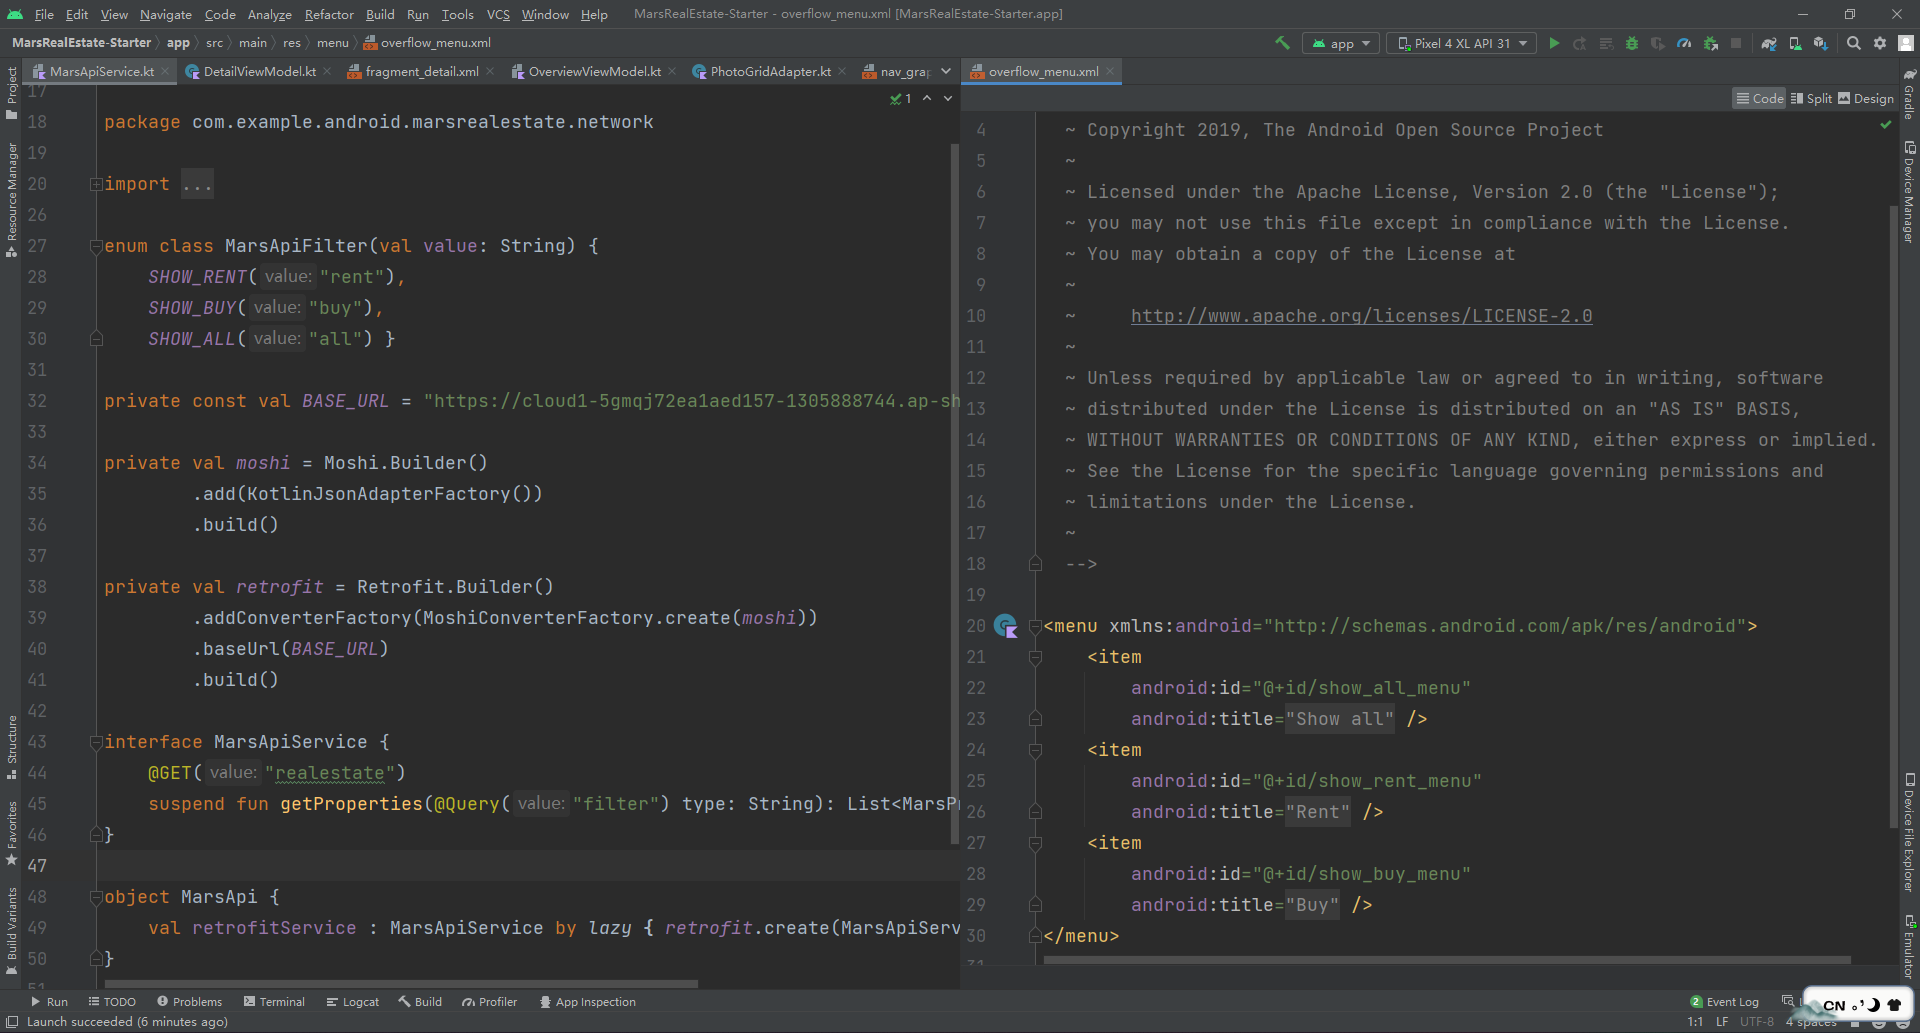 File Edit View Navigate Code Analyze Refactor Build Run Tools VCS Window Help MarsRealEstate-Starter - overflow_menu.xml [MarsRealEstate-Starter.app]
MarsRealEstate-Starter app src main res menu overflow_menu.xml app Pixel 4 XL API 31
MarsApiService.kt DetailViewModel.kt fragment_detail.xml OverviewViewModel.kt PhotoGridAdapter.kt nav_grap overflow_menu.xml
1
Code Split Design
17
18 package com.example.android.marsrealestate.network
19
20 import ...
26
27 enum class MarsApiFilter(val value: String) {
28 SHOW_RENT( value: "rent"),
29 SHOW_BUY( value: "buy"),
30 SHOW_ALL( value: "all") }
31
32 private const val BASE_URL = "https://cloud1-5gmqj72ea1aed157-1305888744.ap-sh
33
34 private val moshi = Moshi.Builder()
35 .add(KotlinJsonAdapterFactory())
36 .build()
37
38 private val retrofit = Retrofit.Builder()
39 .addConverterFactory(MoshiConverterFactory.create(moshi))
40 .baseUrl(BASE_URL)
41 .build()
42
43 interface MarsApiService {
44 @GET( value: "realestate")
45 suspend fun getProperties(@Query( value: "filter") type: String): List<MarsPr
46 }
47
48 object MarsApi {
49 val retrofitService : MarsApiService by lazy { retrofit.create(MarsApiServ
50 }
51
4 ~ Copyright 2019, The Android Open Source Project
5 ~
6 ~ Licensed under the Apache License, Version 2.0 (the "License");
7 ~ you may not use this file except in compliance with the License.
8 ~ You may obtain a copy of the License at
9 ~
10 ~ http://www.apache.org/licenses/LICENSE-2.0
11 ~
12 ~ Unless required by applicable law or agreed to in writing, software
13 ~ distributed under the License is distributed on an "AS IS" BASIS,
14 ~ WITHOUT WARRANTIES OR CONDITIONS OF ANY KIND, either express or implied.
15 ~ See the License for the specific language governing permissions and
16 ~ limitations under the License.
17 ~
18 -->
19
20 <menu xmlns:android="http://schemas.android.com/apk/res/android">
21 <item
22 android:id="@+id/show_all_menu"
23 android:title="Show all" />
24 <item
25 android:id="@+id/show_rent_menu"
26 android:title="Rent" />
27 <item
28 android:id="@+id/show_buy_menu"
29 android:title="Buy" />
30 </menu>
31
Project
Resource Manager
Structure
Favorites
Build Variants
Gradle
Device Manager
Device File Explorer
Emulator
Run TODO Problems Terminal Logcat Build Profiler App Inspection 2 Event Log
CN
Launch succeeded (6 minutes ago) 1:1 LF UTF-8 4 spaces